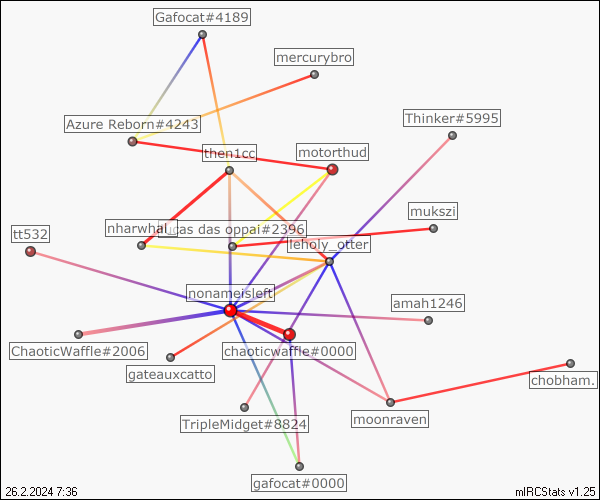 Gafocat#4189
mercurybro
Azure Reborn#4243
Thinker#5995
then1cc
motorthud
mukszi
nharwhal
das oppai#2396
tt532
leholy_otter
nonameisleft
amah1246
ChaoticWaffle#2006
chaoticwaffle#0000
gateauxcatto
chobham.
TripleMidget#8824
moonraven
gafocat#0000
26.2.2024 7:36
mIRCStats v1.25